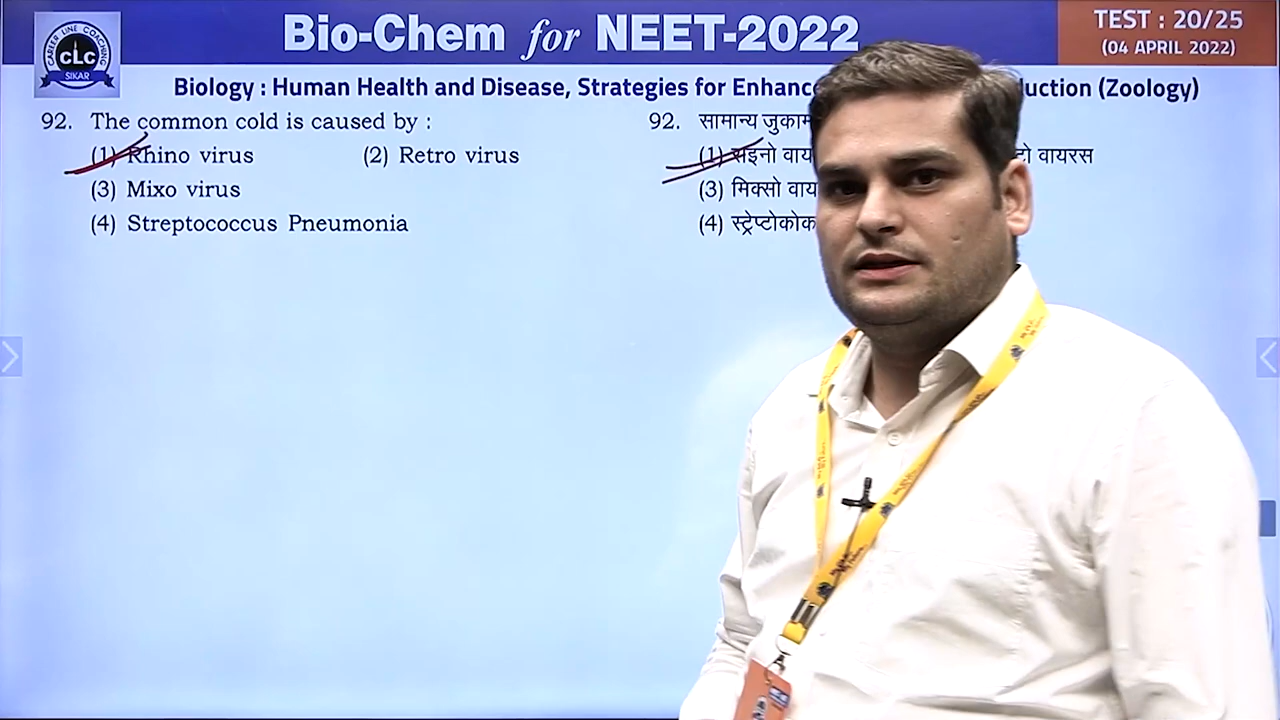 Bio-Chem for NEET-2022
TEST : 20/25
(04 APRIL 2022)
CAREER LINE COACHING
CLC
SIKAR
Biology : Human Health and Disease, Strategies for (Zoology)
92. The common cold is caused by :
(1) Rhino virus (2) Retro virus
(3) Mixo virus
(4) Streptococcus Pneumonia
92. सामान्य
(1) राइनो वायरस
(3) मिक्सो
(4)